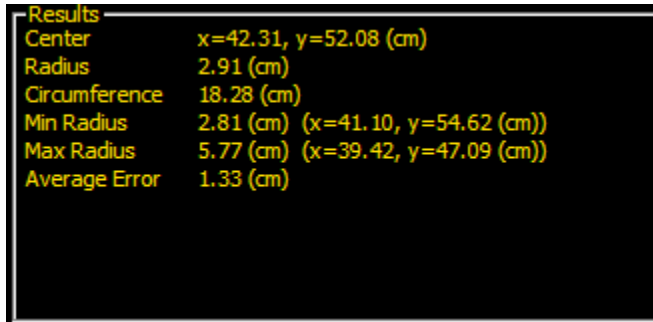 Results
Center x=42.31, y=52.08 (cm)
Radius 2.91 (cm)
Circumference 18.28 (cm)
Min Radius 2.81 (cm) (x=41.10, y=54.62 (cm))
Max Radius 5.77 (cm) (x=39.42, y=47.09 (cm))
Average Error 1.33 (cm)